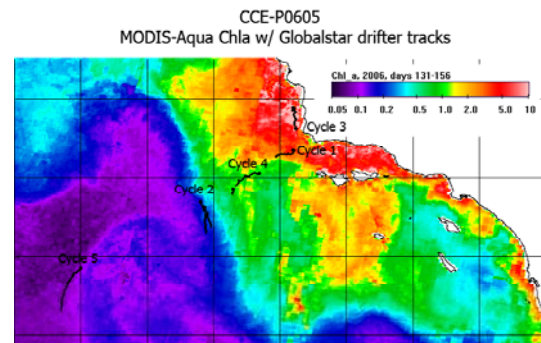 CCE-P0605
MODIS-Aqua Chla w/ Globalstar drifter tracks
Chl_a, 2006, days 131-156
0.05 0.1 0.2 0.5 1.0 2.0 5.0 10
Cycle 3
Cycle 1
Cycle 4
Cycle 2
Cycle 5